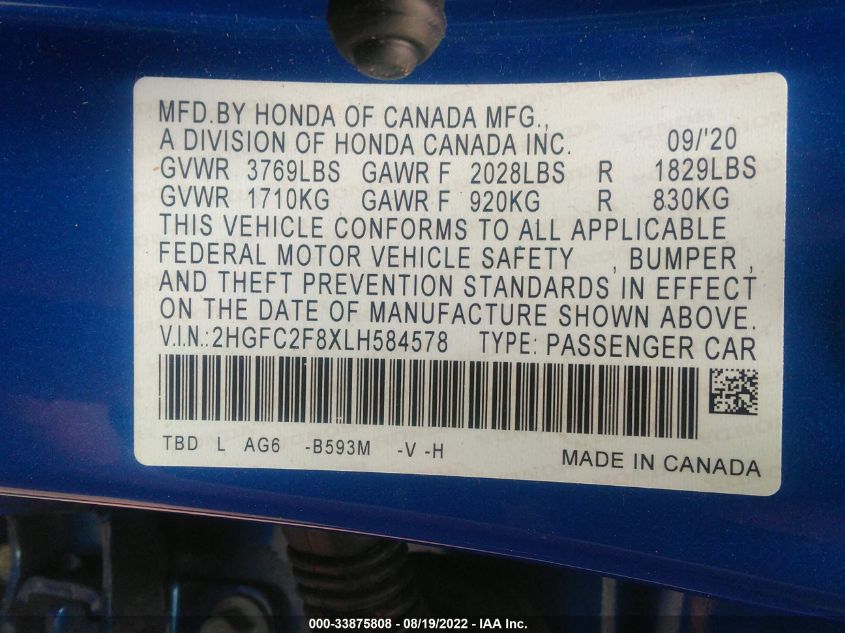 MFD.BY HONDA OF CANADA MFG.,
A DIVISION OF HONDA CANADA INC. 09/'20
GVWR 3769LBS GAWR F 2028LBS R 1829LBS
GVWR 1710KG GAWR F 920KG R 830KG
THIS VEHICLE CONFORMS TO ALL APPLICABLE
FEDERAL MOTOR VEHICLE SAFETY , BUMPER ,
AND THEFT PREVENTION STANDARDS IN EFFECT
ON THE DATE OF MANUFACTURE SHOWN ABOVE.
V.I.N.:2HGFC2F8XLH584578 TYPE: PASSENGER CAR
TBD L AG6 -B593M -V -H
MADE IN CANADA
000-33875808 - 08/19/2022 - IAA Inc.